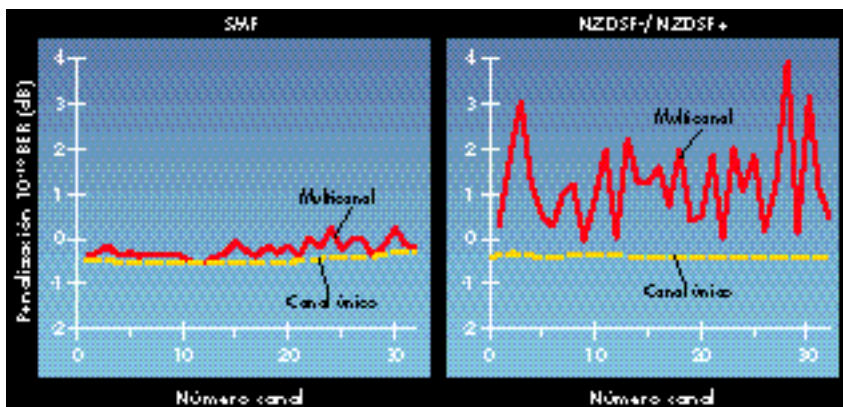 SMF
NZDSF-/ NZDSF+
Penalización 10⁻¹⁰ BER (dB)
4
3
2
1
0
-1
-2
0
10
20
30
Multicanal
Canal único
Número canal
4
3
2
1
0
-1
-2
0
10
20
30
Multicanal
Canal único
Número canal